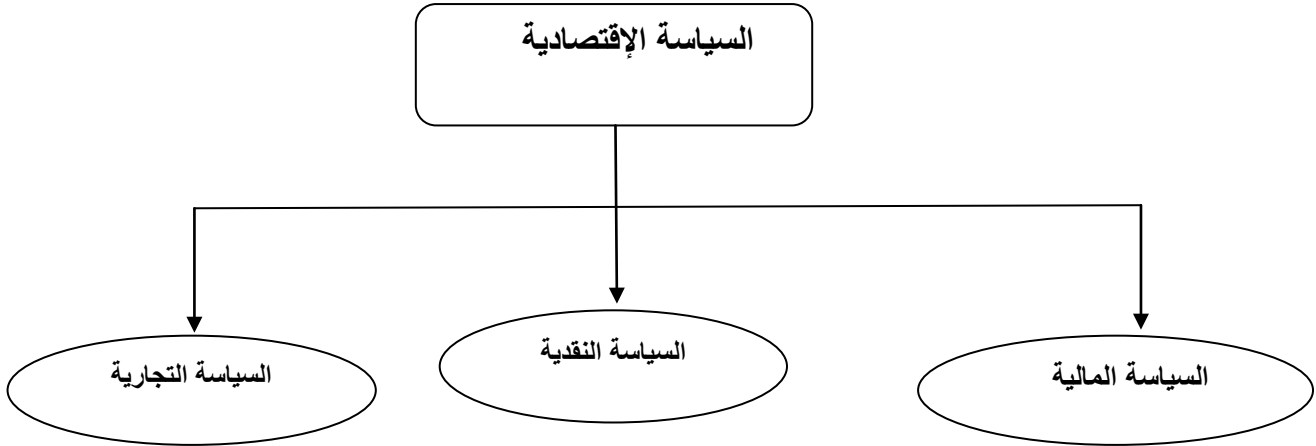 السياسة الإقتصادية
السياسة المالية
السياسة النقدية
السياسة التجارية